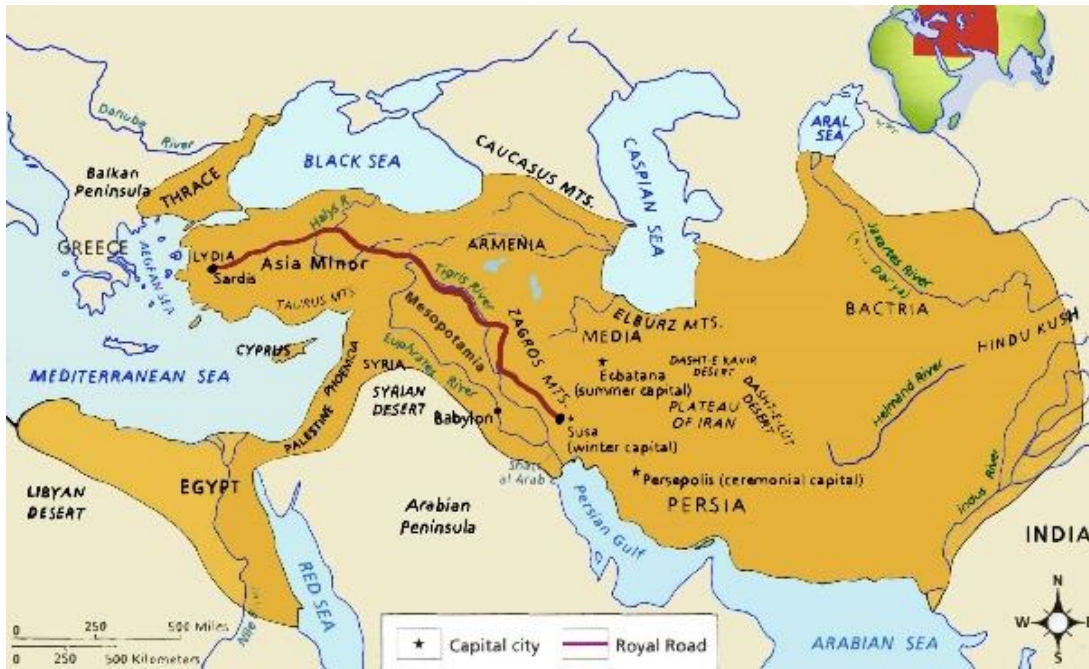 Danube
River
Balkan
Peninsula
THRACE
BLACK SEA
CAUCASUS MTS.
CASPIAN SEA
ARAL
SEA
GREECE
AEGEAN SEA
LYDIA
Sardis
Asia Minor
Halys R.
ARMENIA
TAURUS MTS.
Tigris River
Mesopotamia
ZAGROS MTS.
MEDIA
ELBURZ MTS.
Jaxartes River
BACTRIA
HINDU KUSH
CYPRUS
MEDITERRANEAN SEA
PALESTINE
PHOENICIA
SYRIA
Euphrates River
SYRIAN
DESERT
Babylon
Ecbatana
(summer capital)
DASHT-E KAVIR
DESERT
DASHT-E LUT
DESERT
PLATEAU
OF IRAN
Helmand River
Susa
(winter capital)
Persepolis (ceremonial capital)
PERSIA
Shatt
al Arab
Persian Gulf
Indus River
INDIA
LIBYAN
DESERT
EGYPT
Arabian
Peninsula
RED SEA
Nile
ARABIAN SEA
0 250 500 Miles
0 250 500 Kilometers
Capital city
Royal Road
N
W
E
S